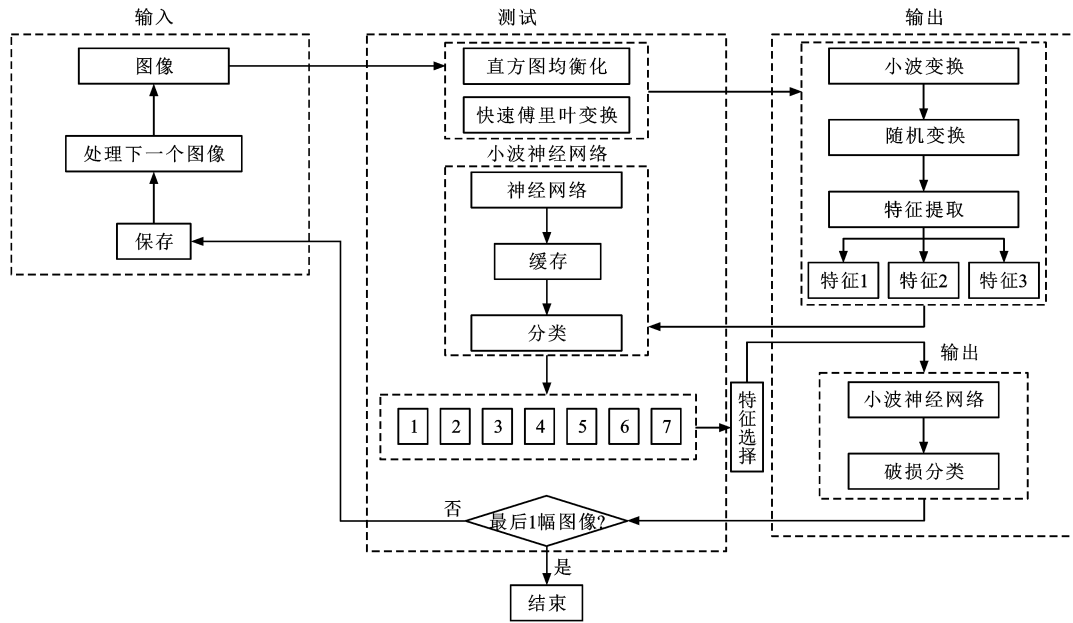 输入
测试
输出
图像
处理下一个图像
保存
直方图均衡化
快速傅里叶变换
小波神经网络
神经网络
缓存
分类
1 2 3 4 5 6 7
最后1幅图像?
否
是
结束
特征选择
小波变换
随机变换
特征提取
特征1 特征2 特征3
输出
小波神经网络
破损分类